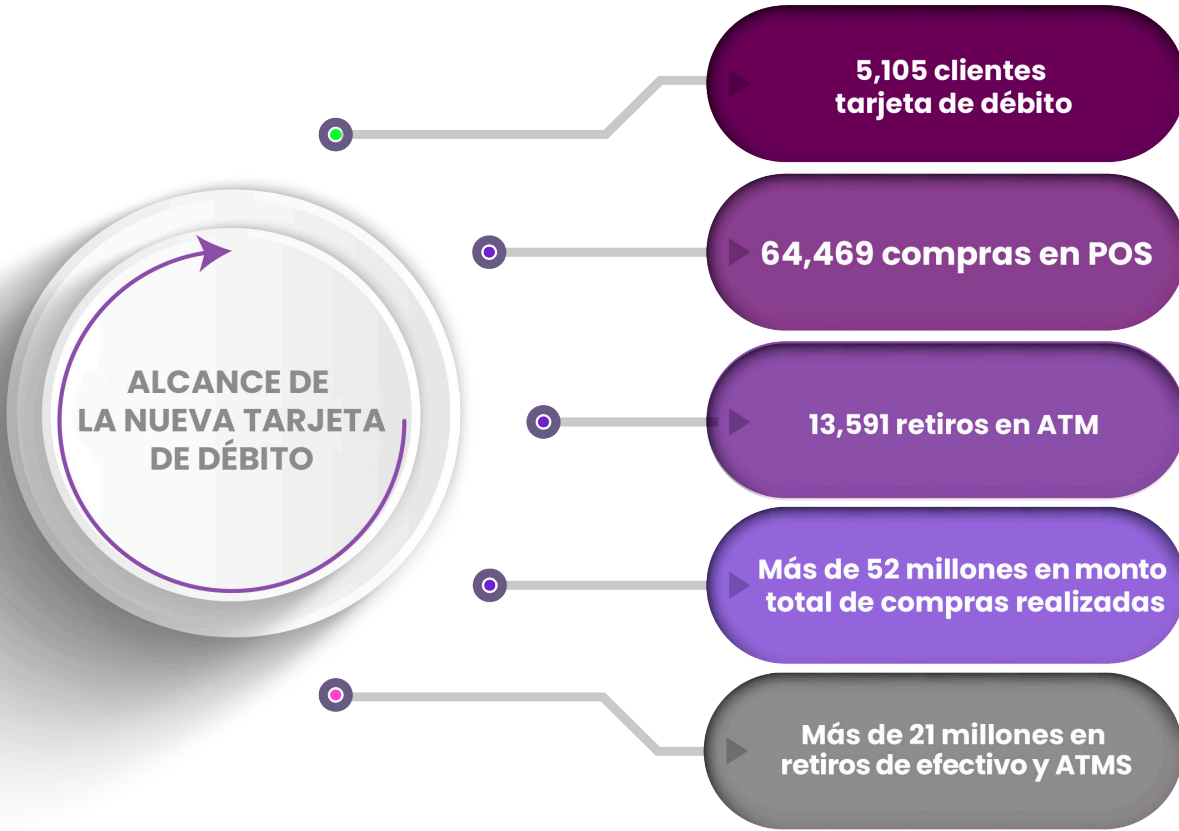 ALCANCE DE
LA NUEVA TARJETA
DE DÉBITO
5,105 clientes
tarjeta de débito
64,469 compras en POS
13,591 retiros en ATM
Más de 52 millones en monto
total de compras realizadas
Más de 21 millones en
retiros de efectivo y ATMS